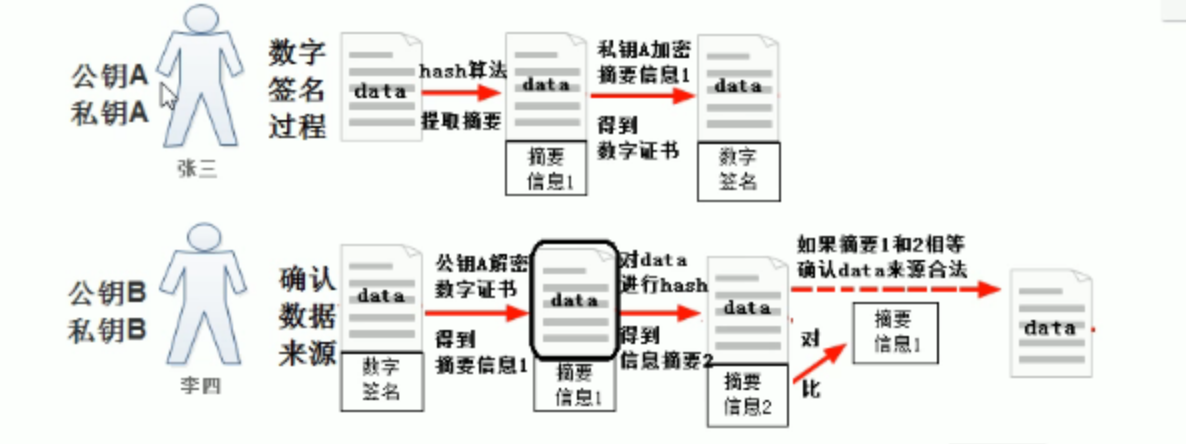 公钥A
私钥A
张三
数字
签名
过程
data
hash算法
提取摘要
data
摘要
信息1
私钥A加密
摘要信息1
得到
数字证书
data
数字
签名
公钥B
私钥B
李四
确认
数据
来源
data
数字
签名
公钥A解密
数字证书
得到
摘要信息1
data
摘要
信息1
对data
进行hash
得到
信息摘要2
data
摘要
信息2
如果摘要1和2相等
确认data来源合法
对
比
摘要
信息1
data